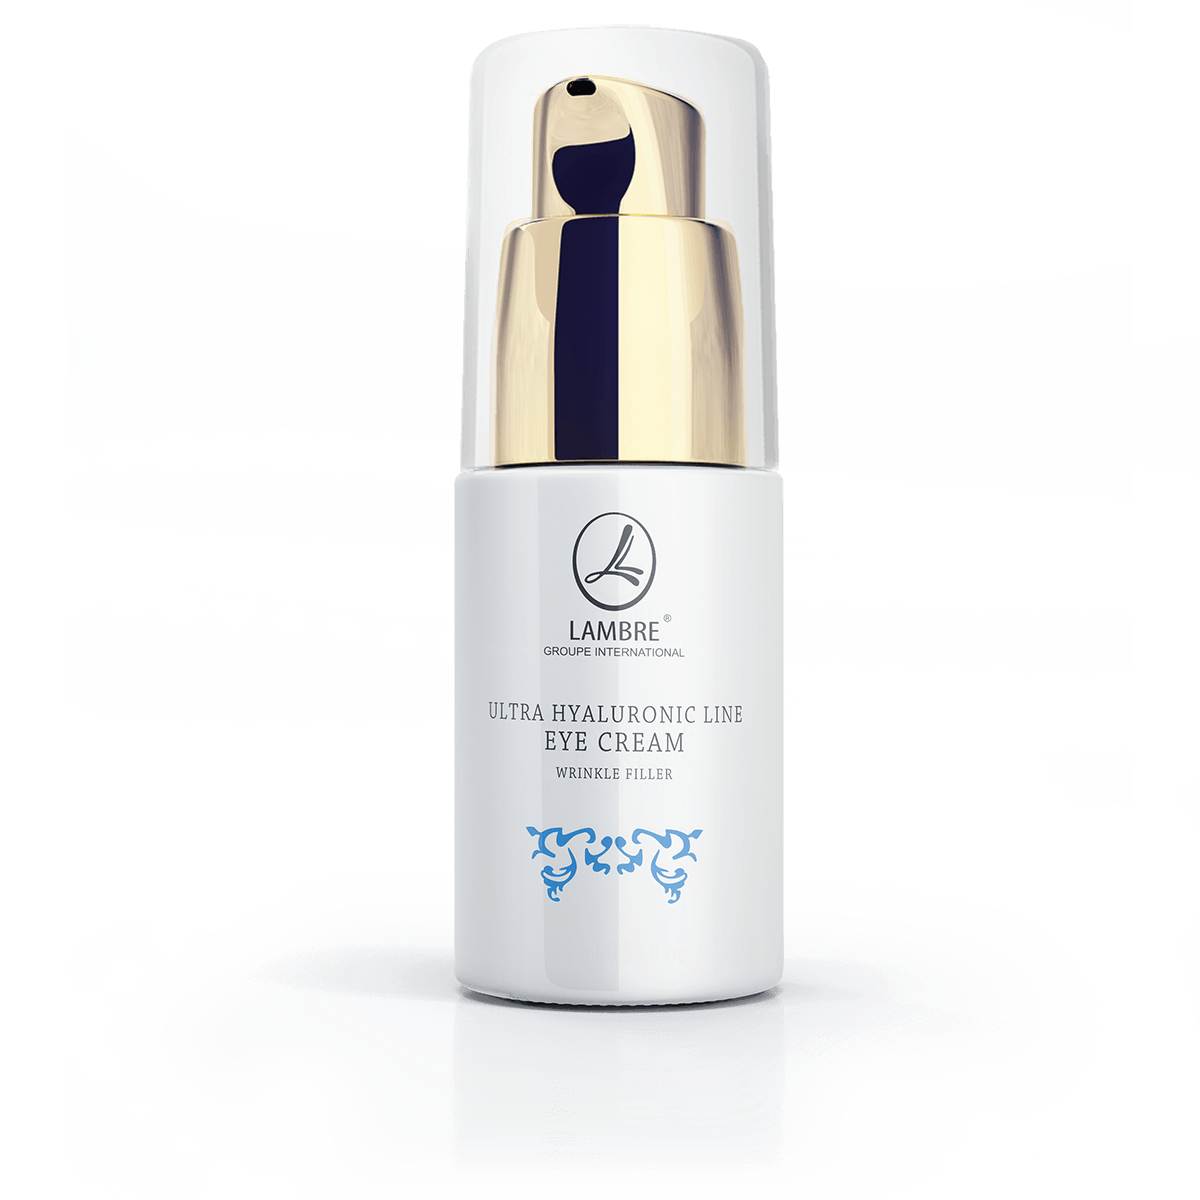 LAMBRE®
GROUPE INTERNATIONAL
ULTRA HYALURONIC LINE
EYE CREAM
WRINKLE FILLER